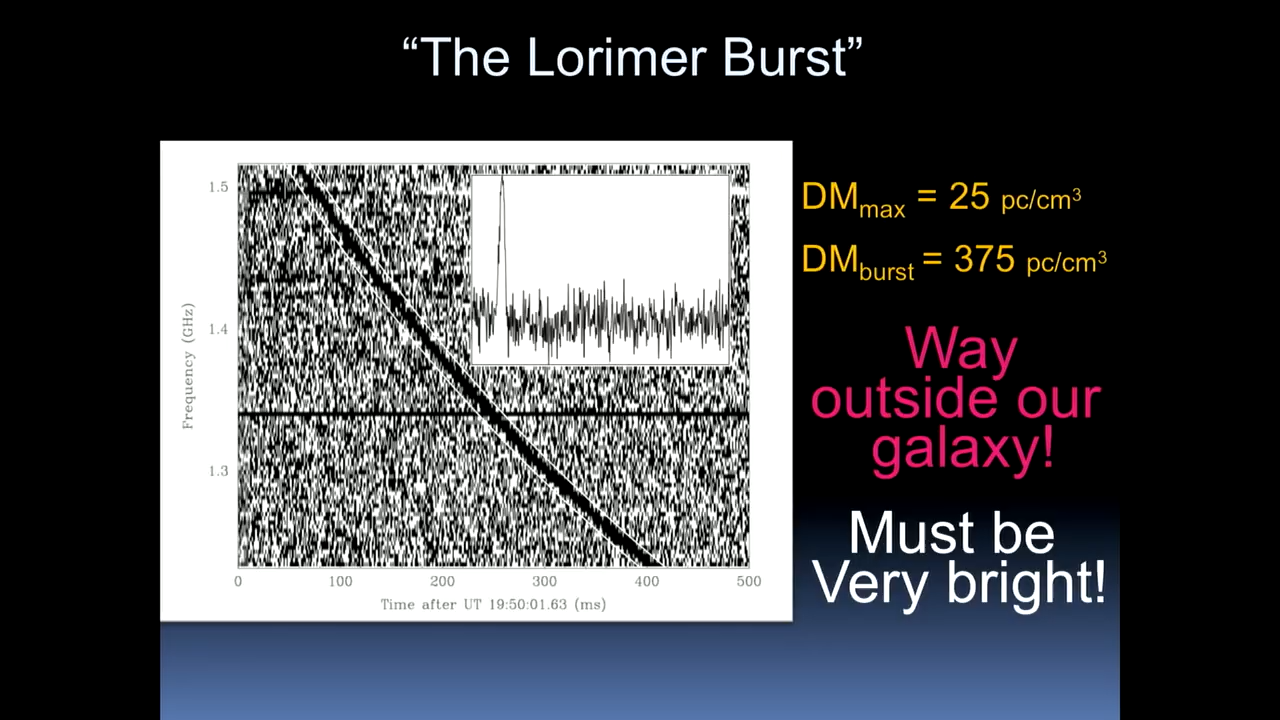 “The Lorimer Burst”
1.5
1.4
1.3
Frequency (GHz)
0 100 200 300 400 500
Time after UT 19:50:01.63 (ms)
DMmax = 25 pc/cm³
DMburst = 375 pc/cm³
Way
outside our
galaxy!
Must be
Very bright!